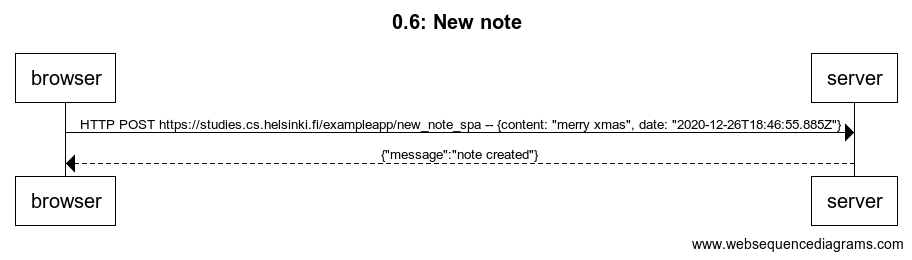 0.6: New note
browser
server
HTTP POST https://studies.cs.helsinki.fi/exampleapp/new_note_spa -- {content: "merry xmas", date: "2020-12-26T18:46:55.885Z"}
{"message":"note created"}
browser
server
www.websequencediagrams.com